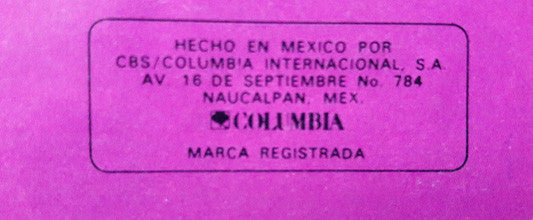 HECHO EN MEXICO POR
CBS/COLUMBIA INTERNACIONAL, S.A.
AV. 16 DE SEPTIEMBRE No. 784
NAUCALPAN, MEX.
COLUMBIA
MARCA REGISTRADA